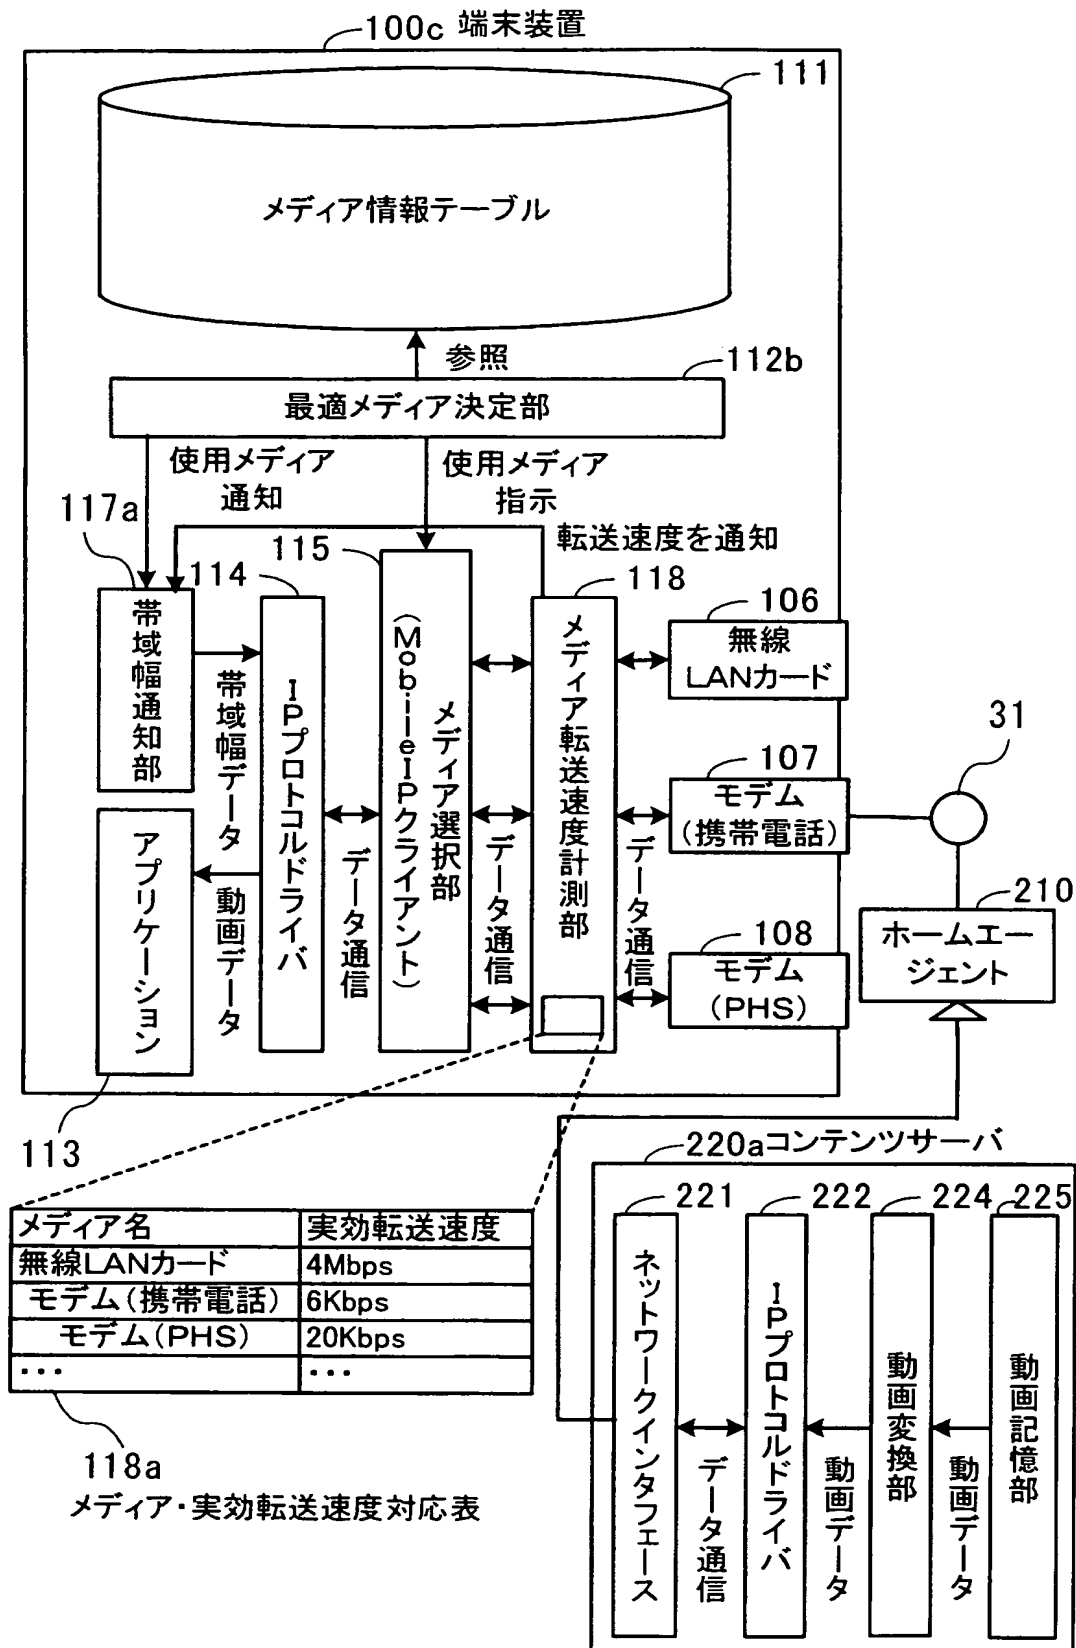 100c 端末装置
111
メディア情報テーブル
参照
112b
最適メディア決定部
使用メディア
通知
使用メディア
指示
転送速度を通知
117a
帯域幅通知部
帯域幅データ
114
IPプロトコルドライバ
115
メディア選択部
(MobileIPクライアント)
118
メディア転送速度計測部
106
無線
LANカード
107
モデム
(携帯電話)
108
モデム
(PHS)
31
210
ホームエー
ジェント
アプリケーション
動画データ
データ通信
データ通信
データ通信
113
メディア名 実効転送速度
無線LANカード 4Mbps
モデム(携帯電話) 6Kbps
モデム(PHS) 20Kbps
・・・ ・・・
118a
メディア・実効転送速度対応表
220aコンテンツサーバ
221
ネットワークインタフェース
データ通信
222
IPプロトコルドライバ
動画データ
224
動画変換部
動画データ
225
動画記憶部